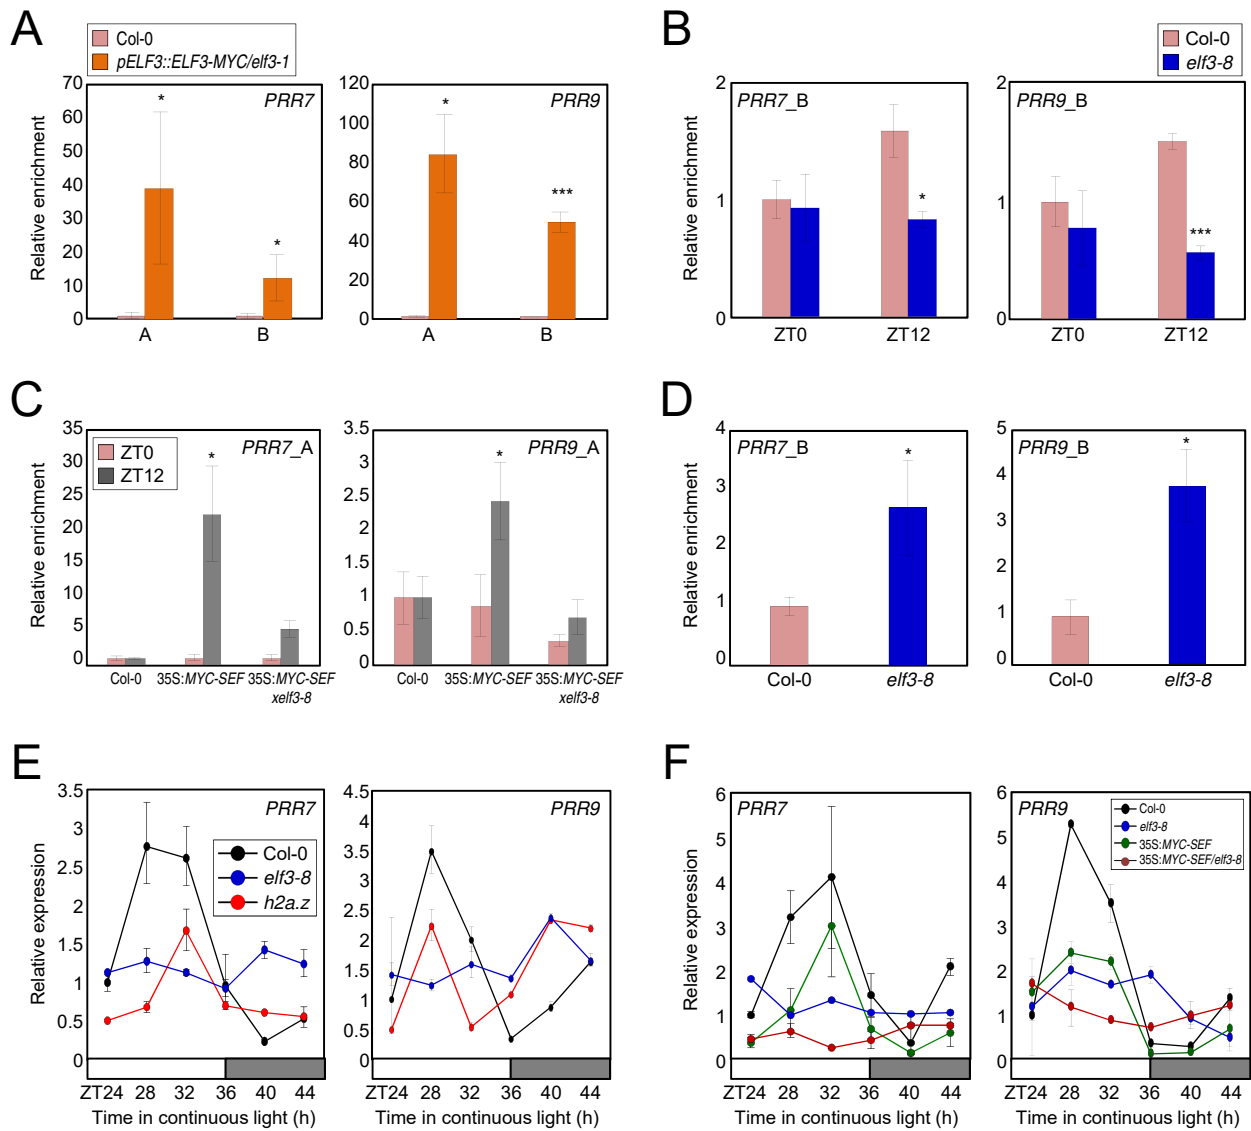 A
Col-0
pELF3::ELF3-MYC/elf3-1
Relative enrichment
70
60
50
40
30
20
10
0
PRR7
*
*
A
B
120
100
80
60
40
20
0
PRR9
*
***
A
B
B
Col-0
elf3-8
Relative enrichment
2
1
0
PRR7_B
*
ZT0
ZT12
2
1
0
PRR9_B
***
ZT0
ZT12
C
Relative enrichment
35
30
25
20
15
10
5
0
ZT0
ZT12
PRR7_A
*
Col-0
35S:MYC-SEF
35S:MYC-SEF
xelf3-8
3.5
3
2.5
2
1.5
1
0.5
0
PRR9_A
*
Col-0
35S:MYC-SEF
35S:MYC-SEF
xelf3-8
D
Relative enrichment
4
3
2
1
0
PRR7_B
*
Col-0
elf3-8
5
4
3
2
1
0
PRR9_B
*
Col-0
elf3-8
E
Relative expression
3.5
3
2.5
2
1.5
1
0.5
0
PRR7
Col-0
elf3-8
h2a.z
ZT24 28 32 36 40 44
Time in continuous light (h)
4.5
4
3.5
3
2.5
2
1.5
1
0.5
0
PRR9
ZT24 28 32 36 40 44
Time in continuous light (h)
F
Relative expression
6
5
4
3
2
1
0
PRR7
ZT24 28 32 36 40 44
Time in continuous light (h)
6
5
4
3
2
1
0
PRR9
Col-0
elf3-8
35S:MYC-SEF
35S:MYC-SEF/elf3-8
ZT24 28 32 36 40 44
Time in continuous light (h)